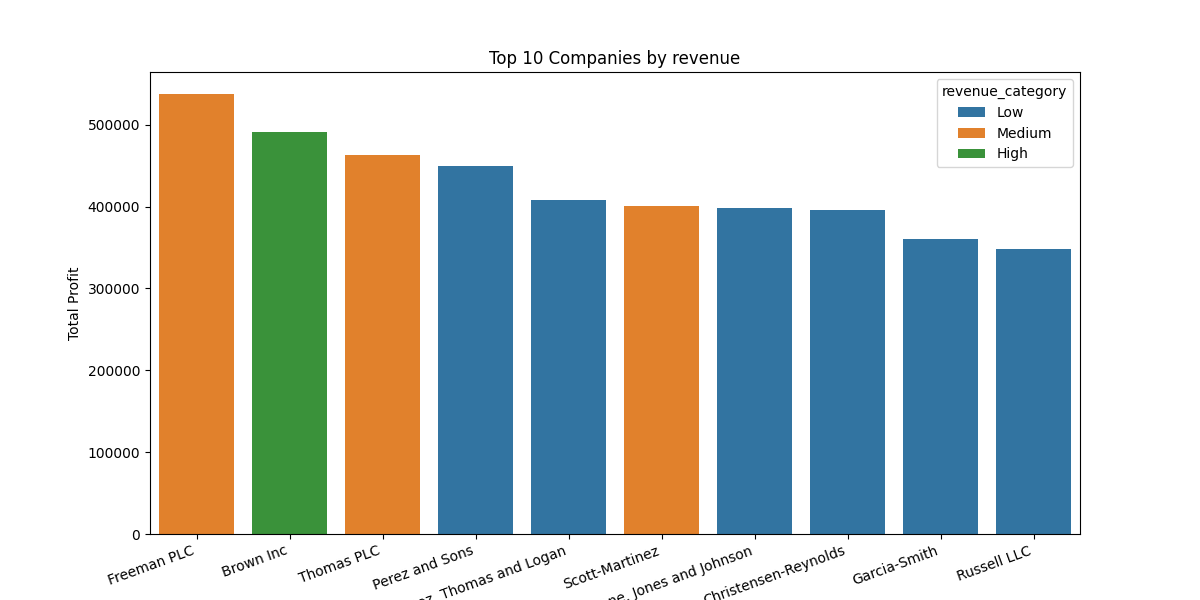 Top 10 Companies by revenue
revenue_category
Low
Medium
High
Total Profit
500000
400000
300000
200000
100000
0
Freeman PLC
Brown Inc
Thomas PLC
Perez and Sons
Thomas and Logan
Scott-Martinez
Jones and Johnson
Christensen-Reynolds
Garcia-Smith
Russell LLC